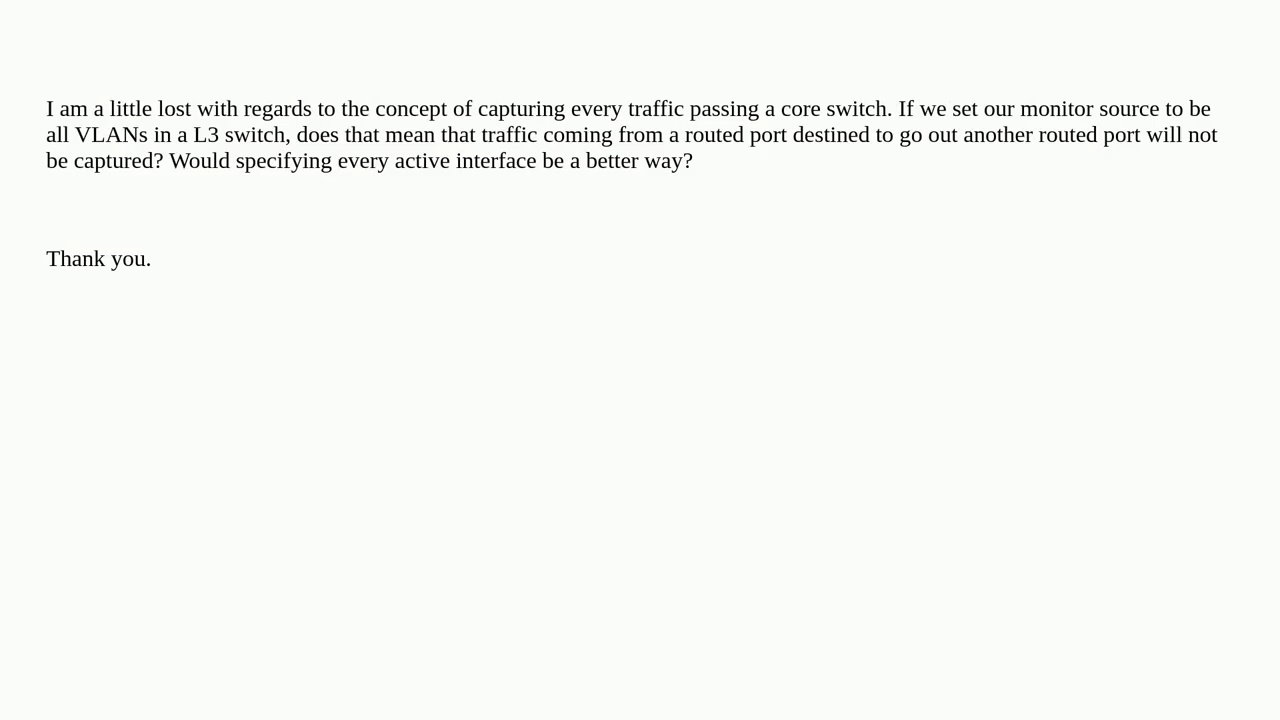 I am a little lost with regards to the concept of capturing every traffic passing a core switch. If we set our monitor source to be
all VLANs in a L3 switch, does that mean that traffic coming from a routed port destined to go out another routed port will not
be captured? Would specifying every active interface be a better way?
Thank you.